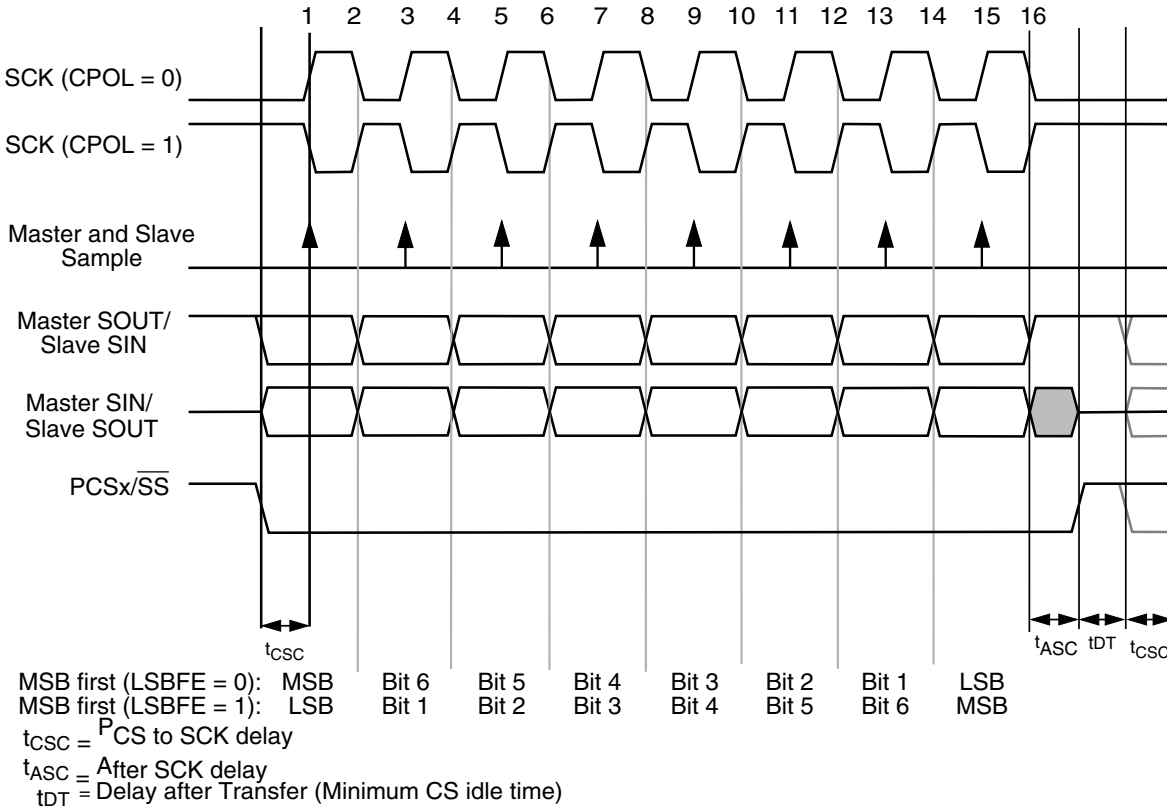 1 2 3 4 5 6 7 8 9 10 11 12 13 14 15 16
SCK (CPOL = 0)
SCK (CPOL = 1)
Master and Slave
Sample
Master SOUT/
Slave SIN
Master SIN/
Slave SOUT
PCSx/SS
tCSC
tASC tDT tCSC
MSB first (LSBFE = 0): MSB Bit 6 Bit 5 Bit 4 Bit 3 Bit 2 Bit 1 LSB
MSB first (LSBFE = 1): LSB Bit 1 Bit 2 Bit 3 Bit 4 Bit 5 Bit 6 MSB
tCSC = PCS to SCK delay
tASC = After SCK delay
tDT = Delay after Transfer (Minimum CS idle time)